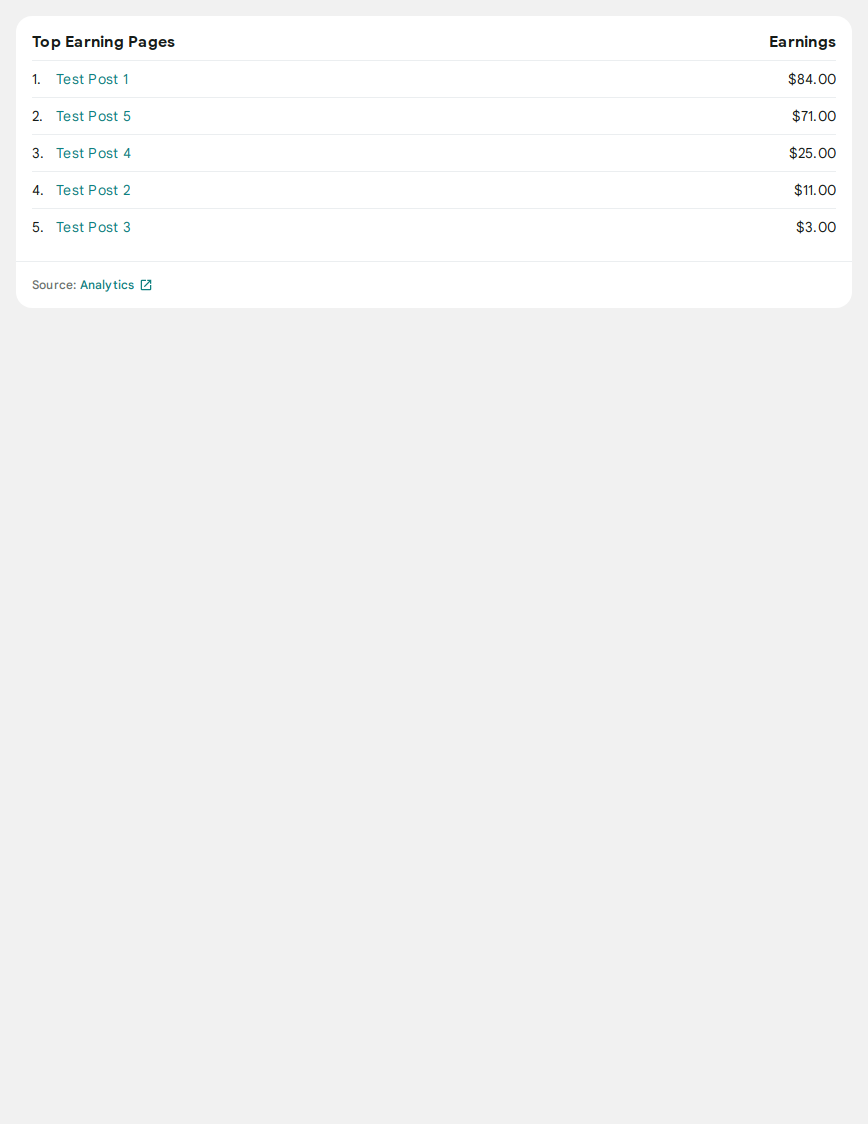 Top Earning Pages Earnings
1. Test Post 1 $84.00
2. Test Post 5 $71.00
3. Test Post 4 $25.00
4. Test Post 2 $11.00
5. Test Post 3 $3.00
Source: Analytics